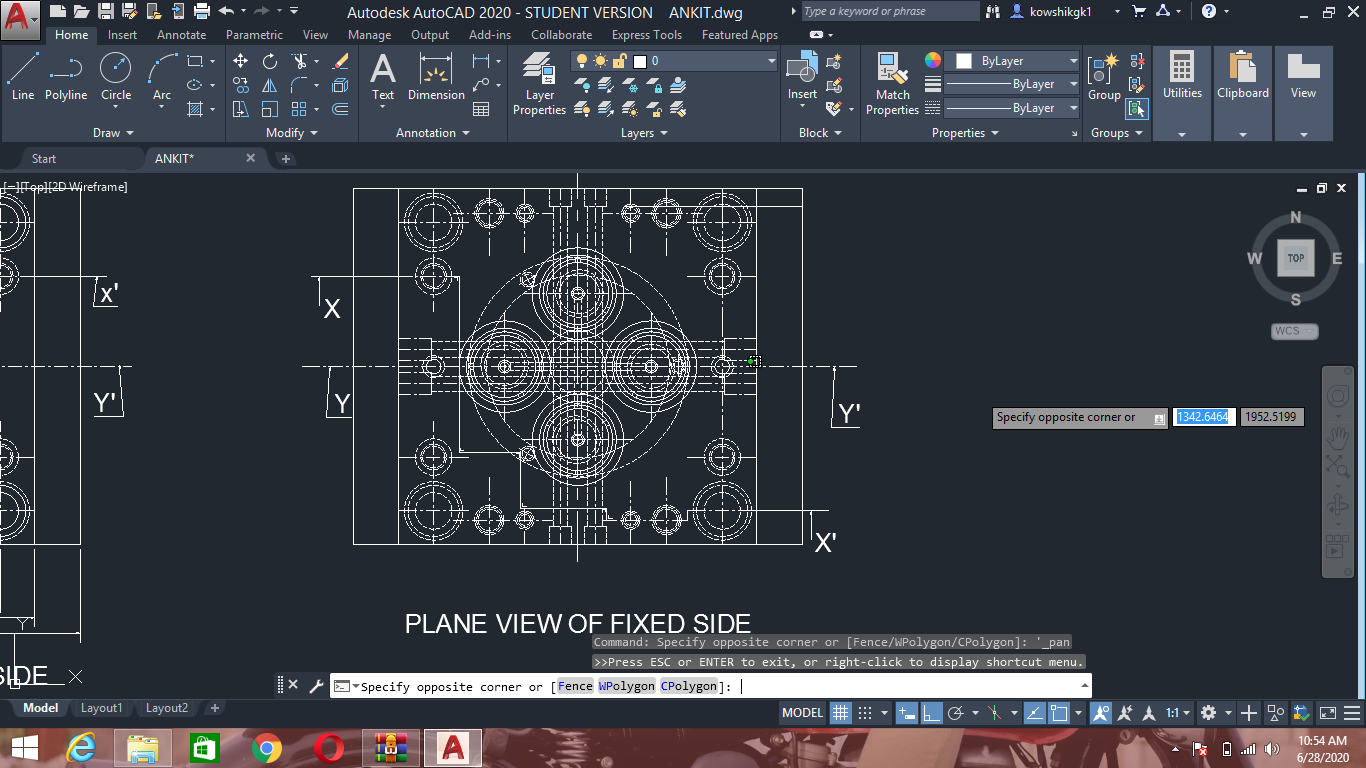 Autodesk AutoCAD 2020 - STUDENT VERSION ANKIT.dwg
Type a keyword or phrase
kowshikgk1
Home Insert Annotate Parametric View Manage Output Add-ins Collaborate Express Tools Featured Apps
Line Polyline Circle Arc
Text Dimension
Layer Properties
0
Insert
Match Properties
ByLayer
ByLayer
ByLayer
Group
Utilities Clipboard View
Draw Modify Annotation Layers Block Properties Groups
Start ANKIT*
[−][Top][2D Wireframe]
N
W TOP E
S
WCS
x'
X
Y'
Y
Y'
X'
Specify opposite corner or 1342.6464 1952.5199
PLANE VIEW OF FIXED SIDE
SIDE
Command: Specify opposite corner or [Fence/WPolygon/CPolygon]: '_pan
>>Press ESC or ENTER to exit, or right-click to display shortcut menu.
Specify opposite corner or [Fence WPolygon CPolygon]:
Model Layout1 Layout2
MODEL 1:1
10:54 AM
6/28/2020